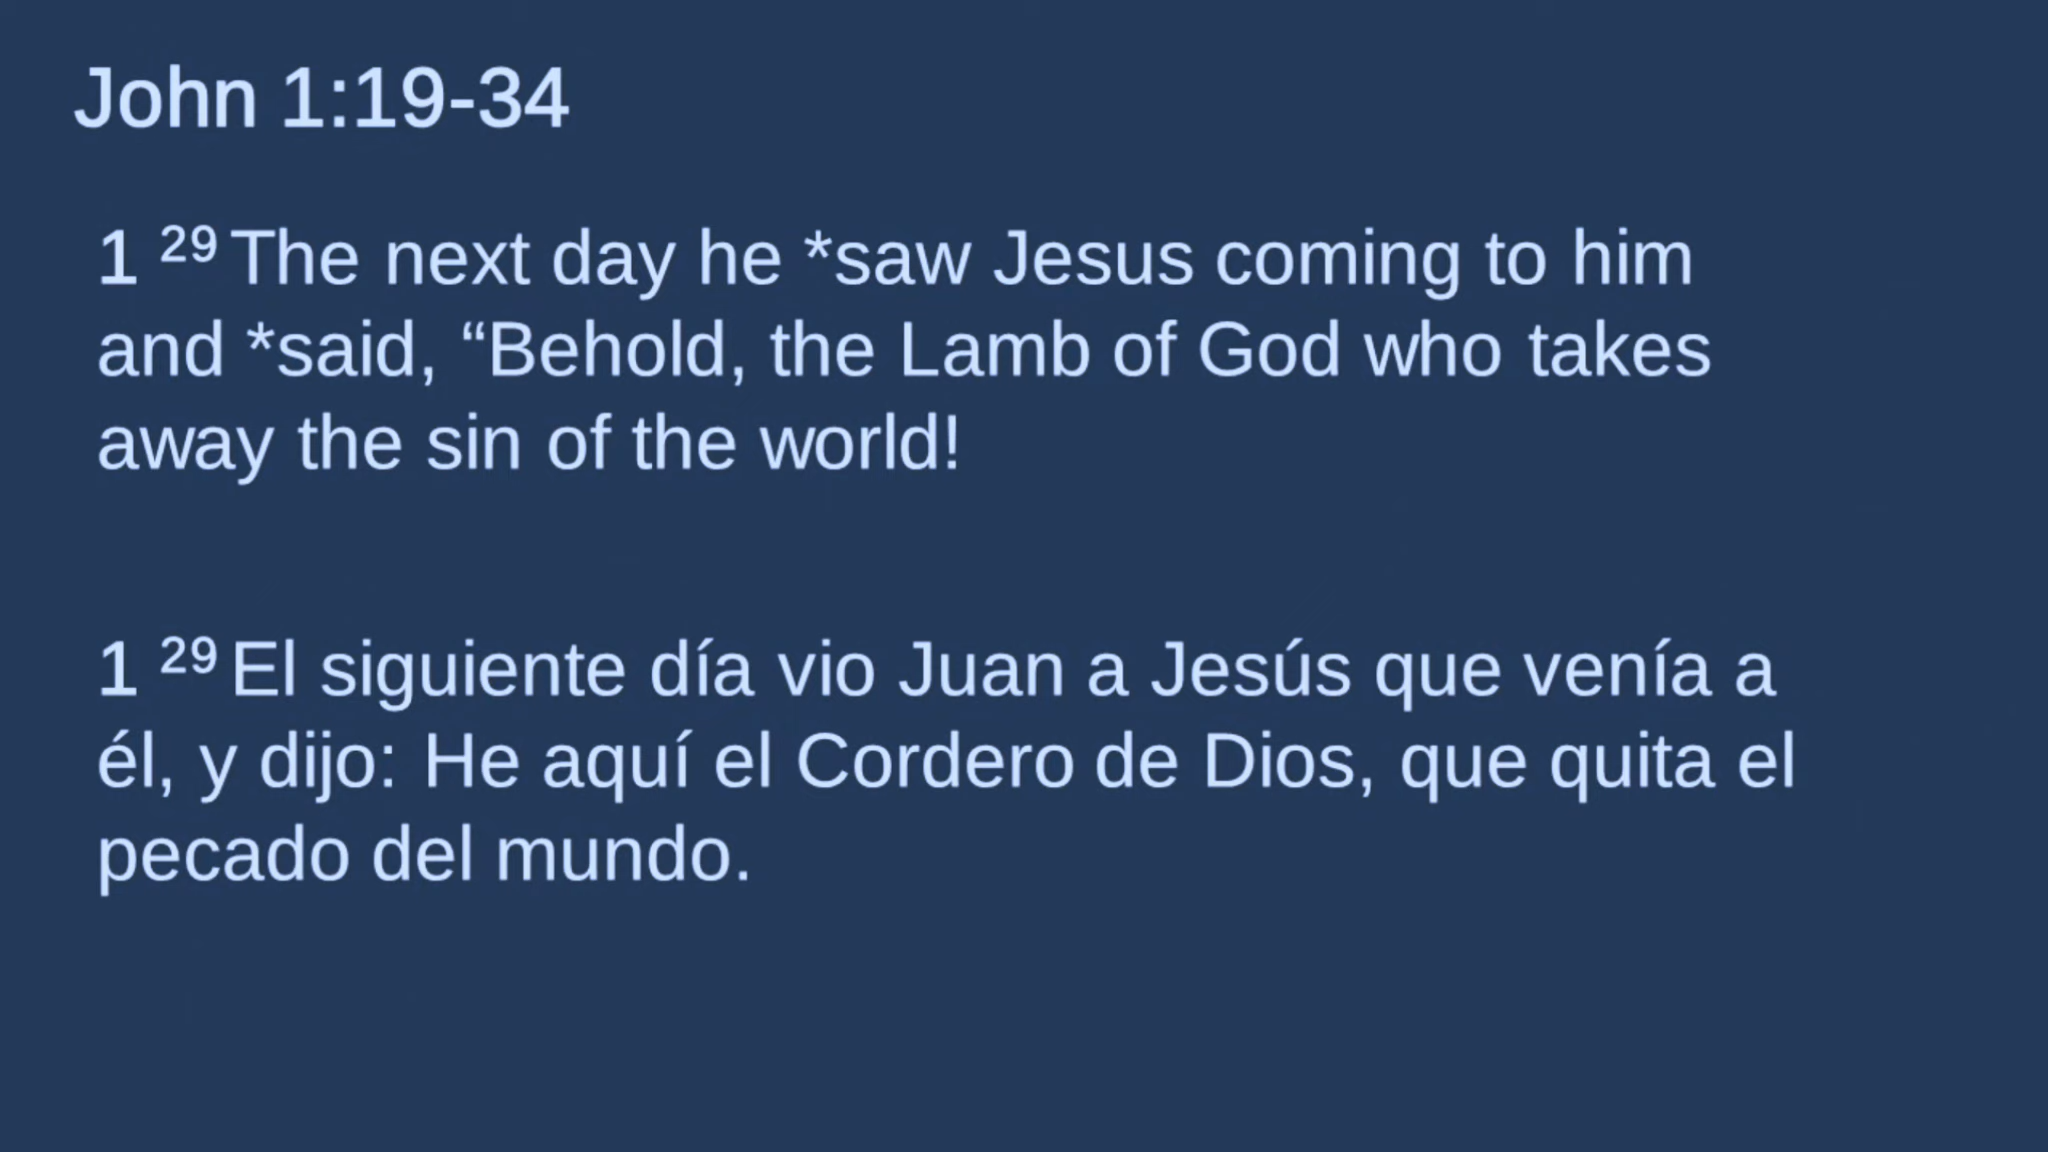 John 1:19-34
1 29 The next day he *saw Jesus coming to him
and *said, “Behold, the Lamb of God who takes
away the sin of the world!
1 29 El siguiente día vio Juan a Jesús que venía a
él, y dijo: He aquí el Cordero de Dios, que quita el
pecado del mundo.